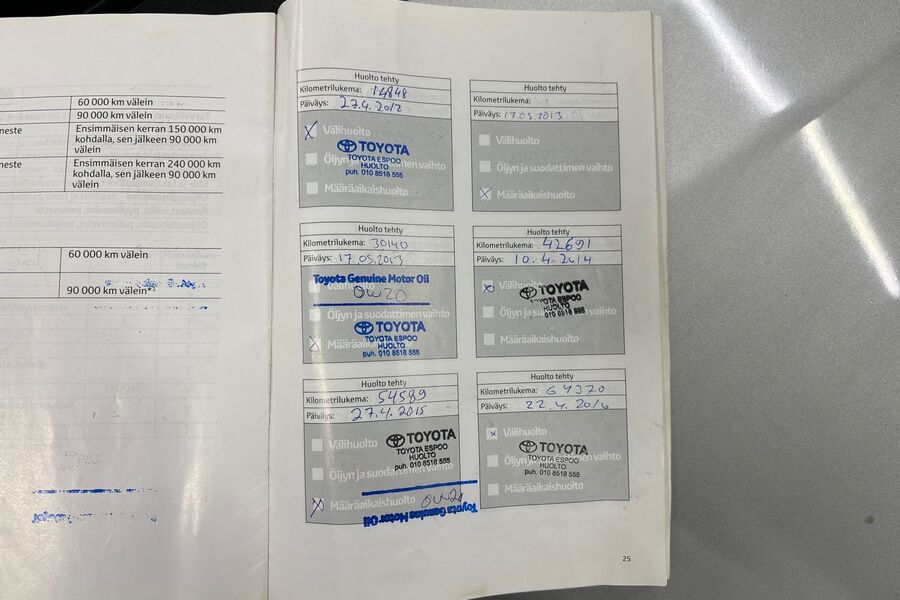 60 000 km välein
90 000 km välein
neste
Ensimmäisen kerran 150 000 km
kohdalla, sen jälkeen 90 000 km
välein
neste
Ensimmäisen kerran 240 000 km
kohdalla, sen jälkeen 90 000 km
välein
60 000 km välein
90 000 km välein*)
Huolto tehty
Kilometrilukema: 14848
Päiväys: 27.4.2012
Välihuolto
TOYOTA
TOYOTA ESPOO
Öljyn ja suodattimen vaihto
HUOLTO
puh. 010 8518 555
Määräaikaishuolto
Huolto tehty
Kilometrilukema:
Päiväys: 17.05.2013
Välihuolto
Öljyn ja suodattimen vaihto
Määräaikaishuolto
Huolto tehty
Kilometrilukema: 30140
Päiväys: 17.05.2013
Toyota Genuine Motor Oil
0W20
Öljyn ja suodattimen vaihto
TOYOTA
TOYOTA ESPOO
HUOLTO
puh. 010 8518 555
Huolto tehty
Kilometrilukema: 42691
Päiväys: 10.4.2014
Välihuolto
TOYOTA
TOYOTA ESPOO
HUOLTO
010 8518 555
Öljyn ja suodattimen vaihto
Määräaikaishuolto
Huolto tehty
Kilometrilukema: 54589
Päiväys: 27.4.2015
Välihuolto
TOYOTA
TOYOTA ESPOO
HUOLTO
puh. 010 8518 555
Öljyn ja suodattimen vaihto
Määräaikaishuolto
0W20
Toyota Genuine Motor Oil
Huolto tehty
Kilometrilukema:
Päiväys: 22.4.2016
Välihuolto
TOYOTA
TOYOTA ESPOO
HUOLTO
puh. 010 8518 555
Öljyn ja suodattimen vaihto
Määräaikaishuolto
25